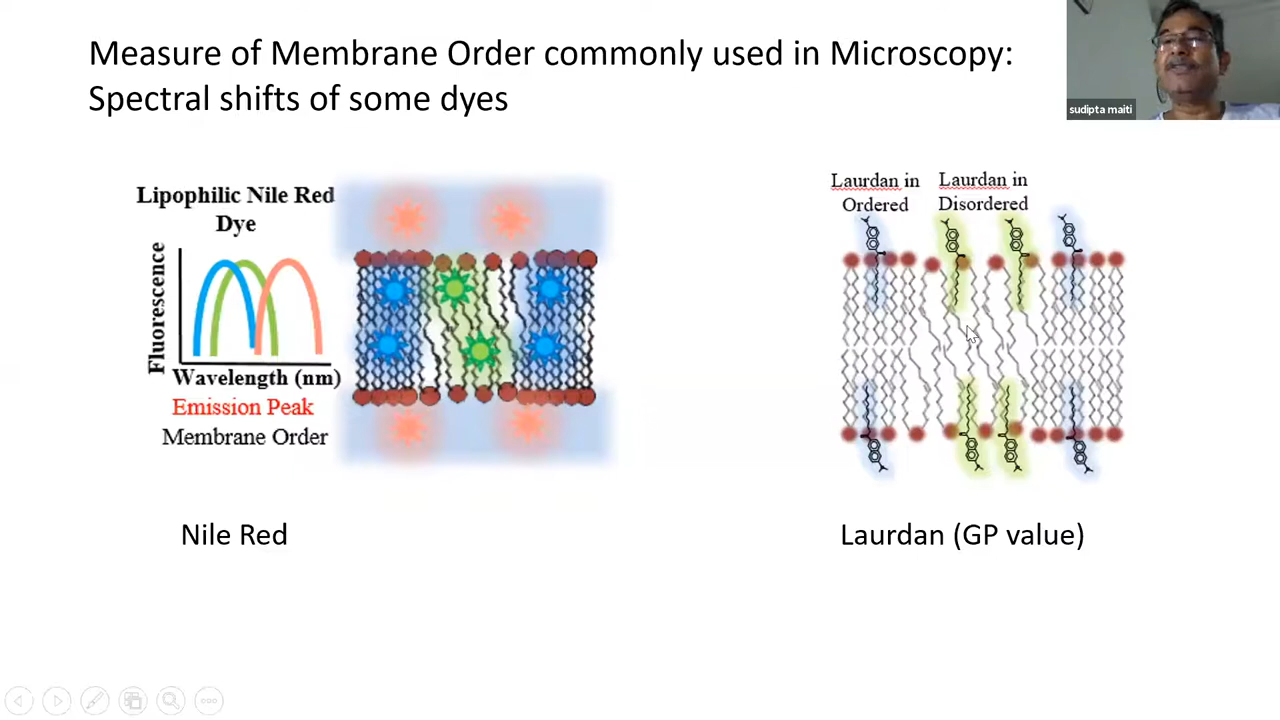 Measure of Membrane Order commonly used in Microscopy:
Spectral shifts of some dyes
sudipta maiti
Lipophilic Nile Red
Dye
Fluorescence
Wavelength (nm)
Emission Peak
Membrane Order
Nile Red
Laurdan in
Ordered
Laurdan in
Disordered
Laurdan (GP value)